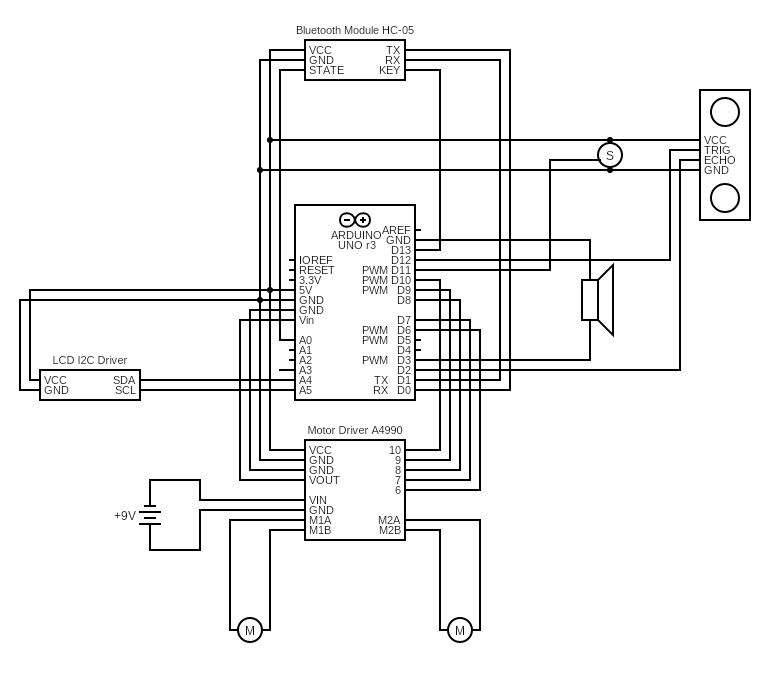 Bluetooth Module HC-05
VCC TX
GND RX
STATE KEY
VCC
TRIG
ECHO
GND
S
ARDUINO
UNO r3
AREF
GND
D13
IOREF D12
RESET PWM D11
3.3V PWM D10
5V PWM D9
GND D8
GND
Vin D7
PWM D6
A0 PWM D5
A1 D4
A2 PWM D3
A3 D2
A4 TX D1
A5 RX D0
LCD I2C Driver
VCC SDA
GND SCL
Motor Driver A4990
VCC 10
GND 9
GND 8
VOUT 7
6
VIN
GND
M1A M2A
M1B M2B
+9V
M M